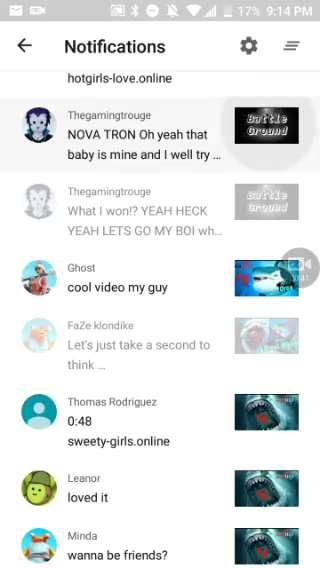 17% 9:14 PM
Notifications
hotgirls-love.online
Thegamingtrouge
NOVA TRON Oh yeah that
baby is mine and I well try …
Battle
Ground
Thegamingtrouge
What I won!? YEAH HECK
YEAH LETS GO MY BOI wh…
Battle
Ground
Ghost
cool video my guy
FaZe klondike
Let's just take a second to
think …
Thomas Rodriguez
0:48
sweety-girls.online
Leanor
loved it
Minda
wanna be friends?